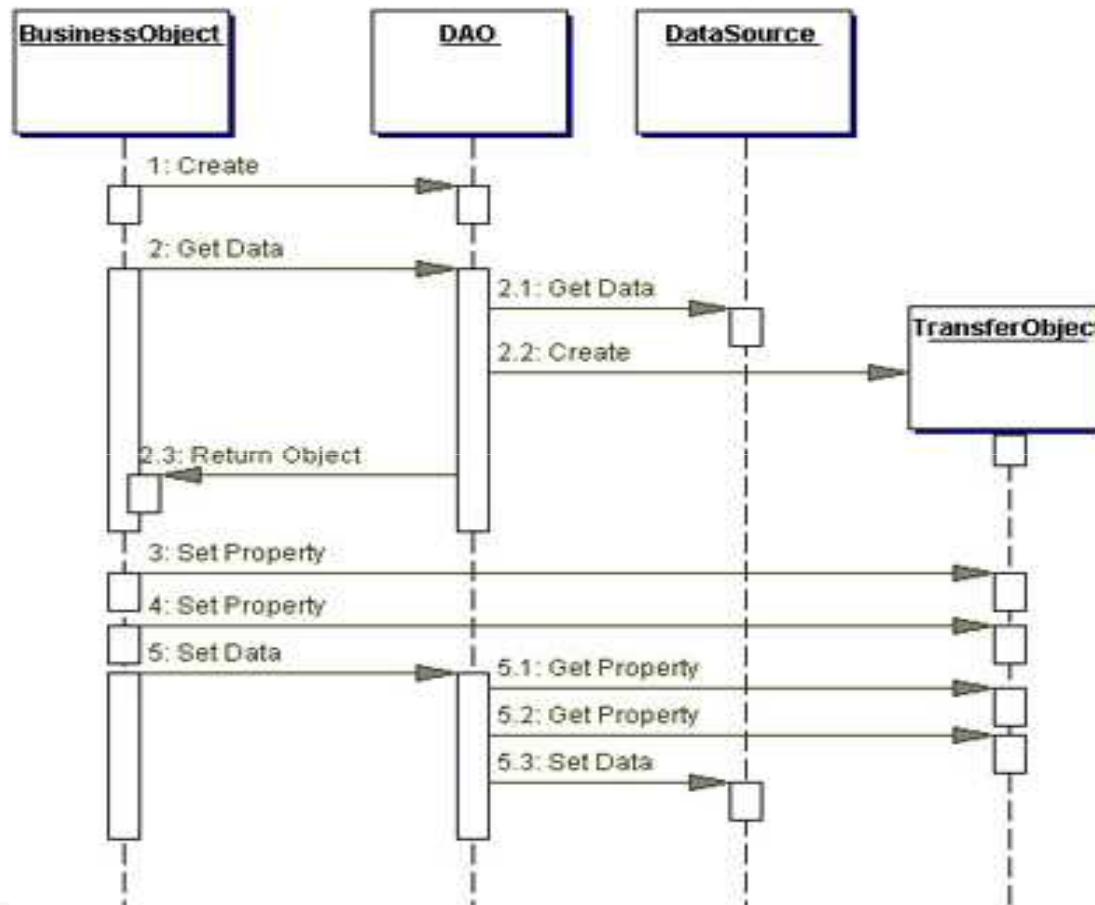 BusinessObject
DAO
DataSource
1: Create
2: Get Data
2.1: Get Data
TransferObject
2.2: Create
2.3: Return Object
3: Set Property
4: Set Property
5: Set Data
5.1: Get Property
5.2: Get Property
5.3: Set Data